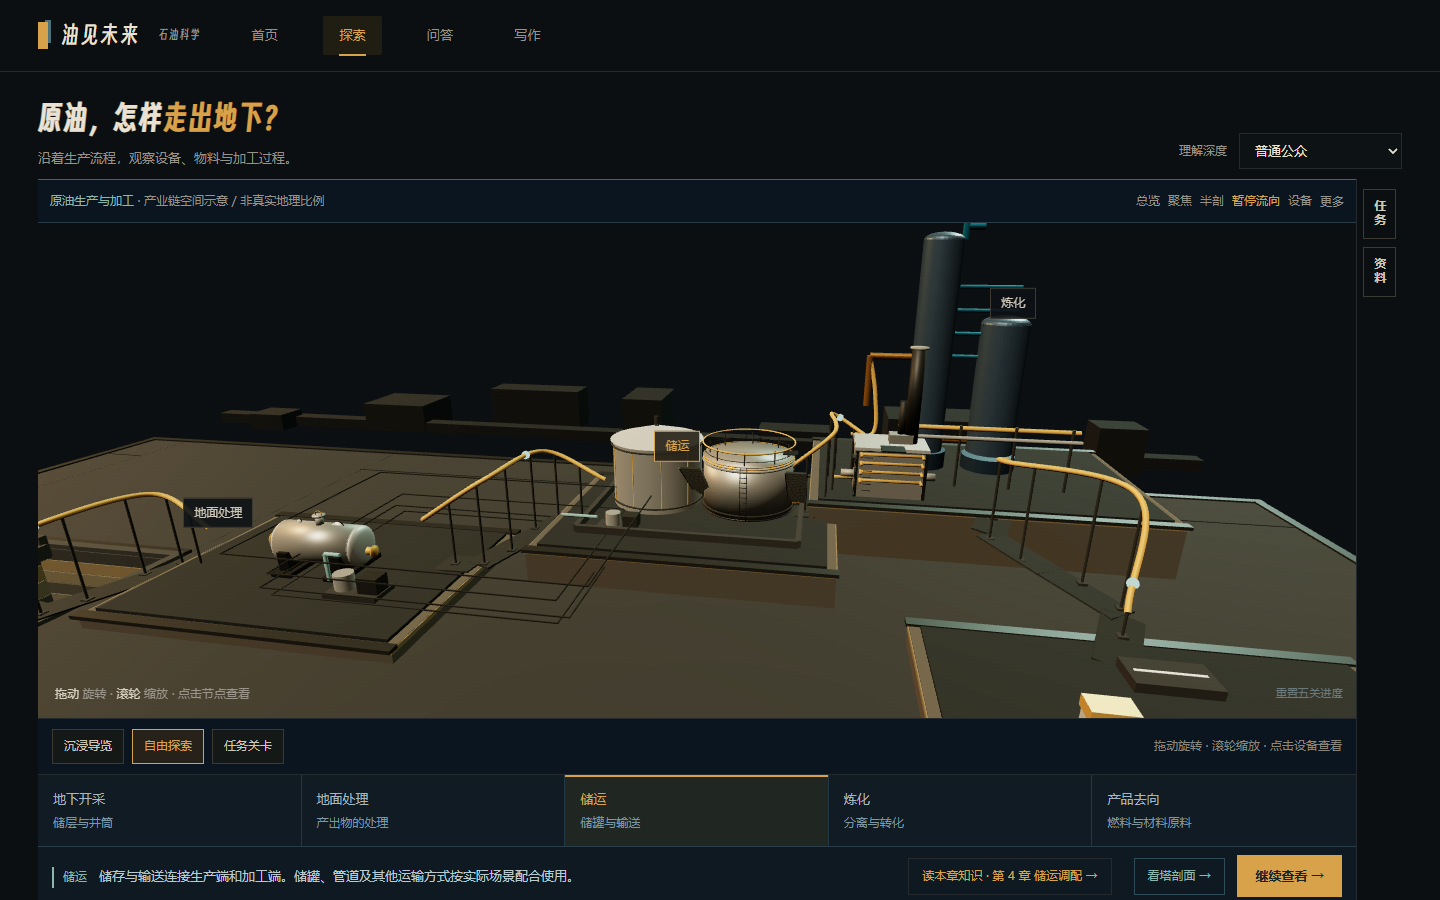 油见未来 石油科学 首页 探索 问答 写作
原油，怎样走出地下？
沿着生产流程，观察设备、物料与加工过程。
理解深度 普通公众
原油生产与加工 · 产业链空间示意 / 非真实地理比例
总览 聚焦 半剖 暂停流向 设备 更多
任务
资料
炼化
储运
地面处理
拖动 旋转 · 滚轮 缩放 · 点击节点查看
重置五关进度
沉浸导览 自由探索 任务关卡
拖动旋转 · 滚轮缩放 · 点击设备查看
地下开采
储层与井筒
地面处理
产出物的处理
储运
储罐与输送
炼化
分离与转化
产品去向
燃料与材料原料
储运 储存与输送连接生产端和加工端。储罐、管道及其他运输方式按实际场景配合使用。
读本章知识 · 第 4 章 储运调配 →
看塔剖面 →
继续查看 →